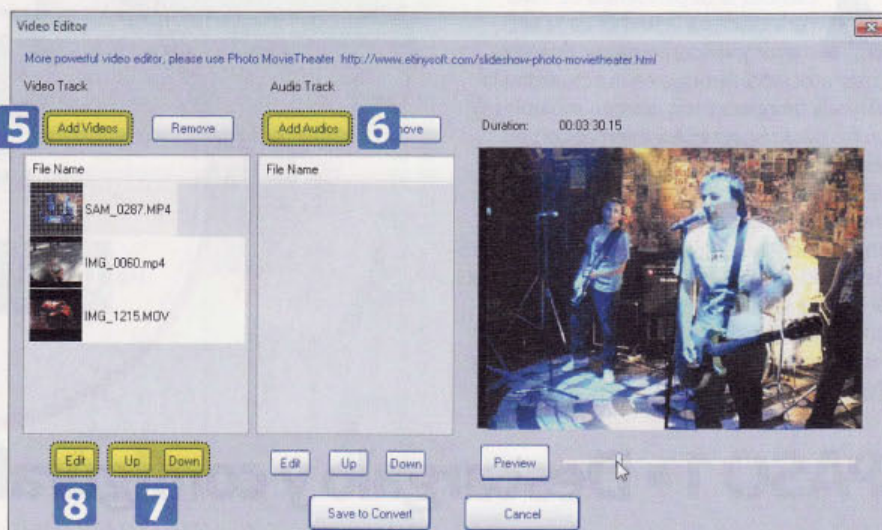 Video Editor
More powerful video editor, please use Photo MovieTheater http://www.etinysoft.com/slideshow-photo-movietheater.html
Video Track
Audio Track
5
Add Videos
Remove
Add Audios
6
ove
Duration: 00:03:30.15
File Name
File Name
SAM_0287.MP4
IMG_0060.mp4
IMG_1215.MOV
Edit
Up
Down
Edit
Up
Down
Preview
8
7
Save to Convert
Cancel